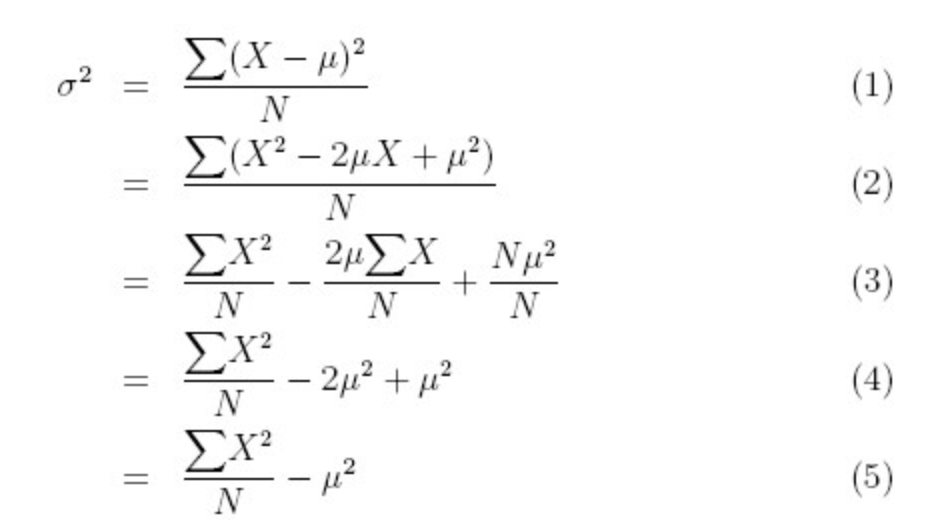 σ² = ∑(X − μ)² / N (1)
= ∑(X² − 2μX + μ²) / N (2)
= ∑X² / N − 2μ∑X / N + Nμ² / N (3)
= ∑X² / N − 2μ² + μ² (4)
= ∑X² / N − μ² (5)